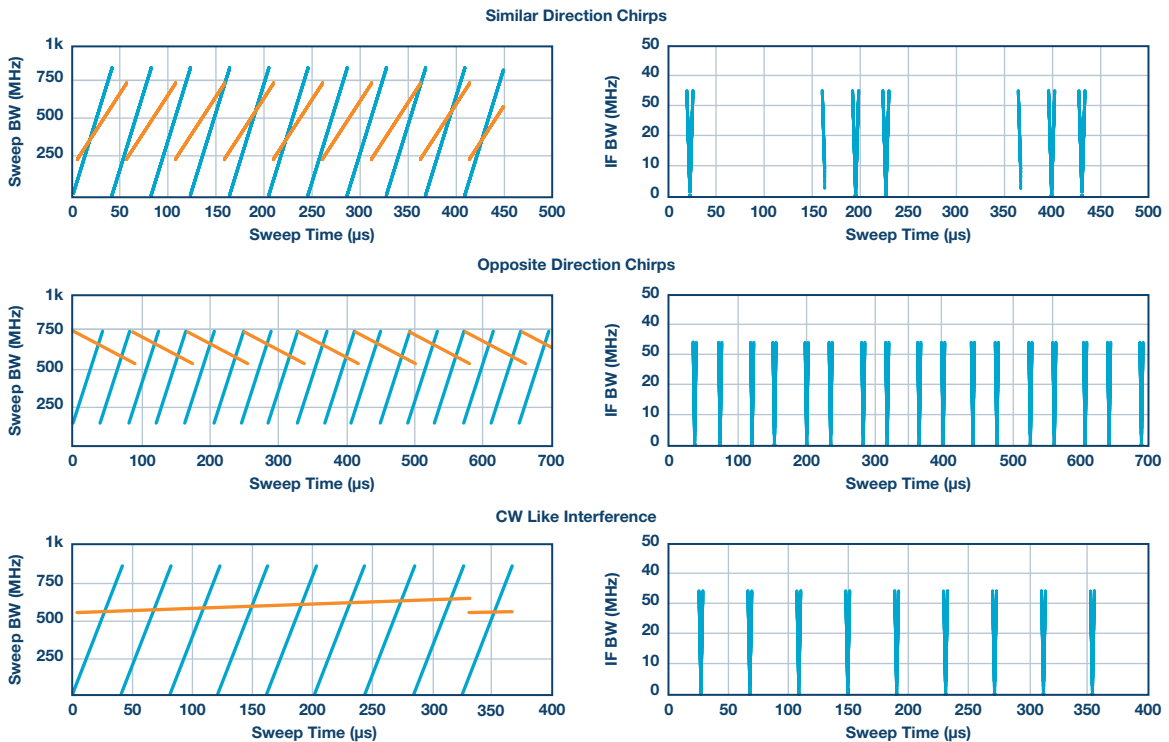 Similar Direction Chirps
Sweep BW (MHz)
1k
750
500
250
0
0 50 100 150 200 250 300 350 400 450 500
Sweep Time (µs)
IF BW (MHz)
50
40
50
20
10
0
50 100 150 200 250 300 350 400 450 500
Sweep Time (µs)
Opposite Direction Chirps
Sweep BW (MHz)
1k
750
500
250
0 100 200 300 400 500 600 700
Sweep Time (µs)
IF BW (MHz)
50
40
50
20
10
0
0 100 200 300 400 500 600 700
Sweep Time (µs)
CW Like Interference
Sweep BW (MHz)
1k
750
500
250
0 50 100 150 200 250 300 350 400
Sweep Time (µs)
IF BW (MHz)
50
40
50
20
10
0
0 50 100 150 200 250 300 350 400
Sweep Time (µs)